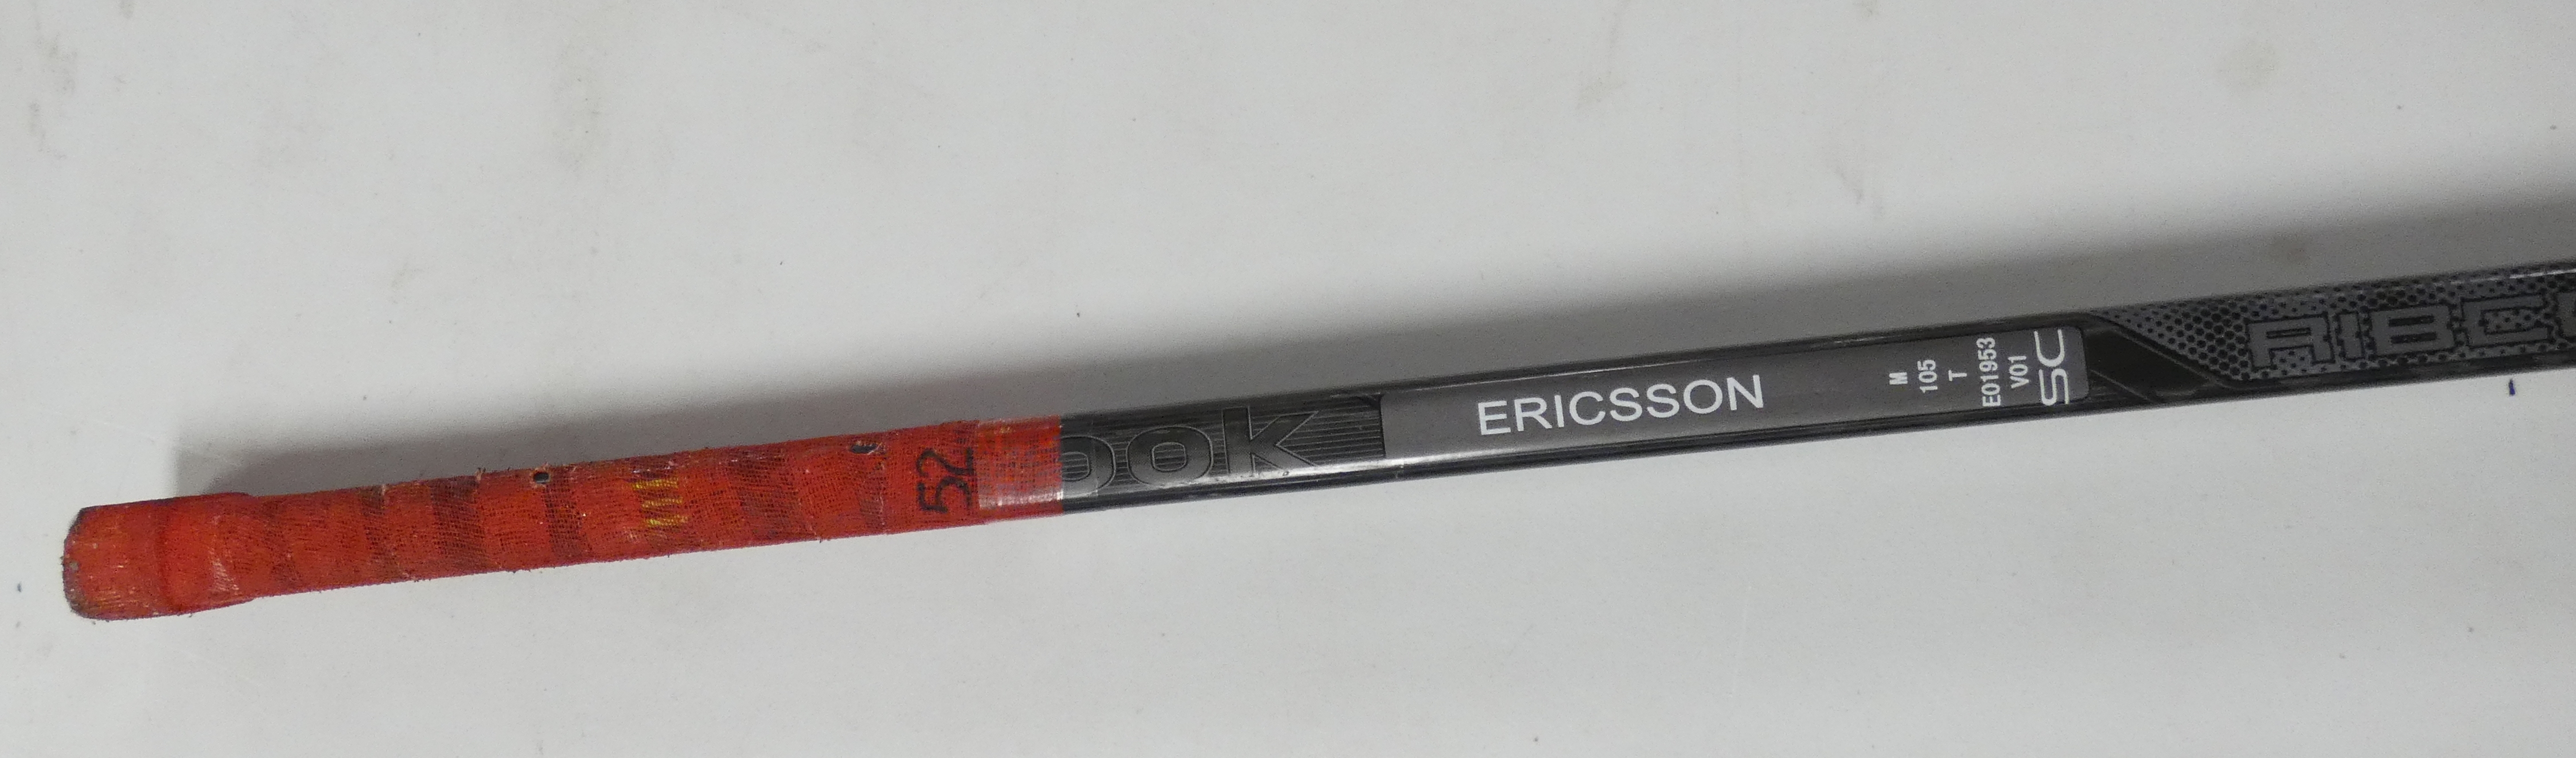 52
ook
ERICSSON
M
105
T
E01953
V01
SC
RIBC